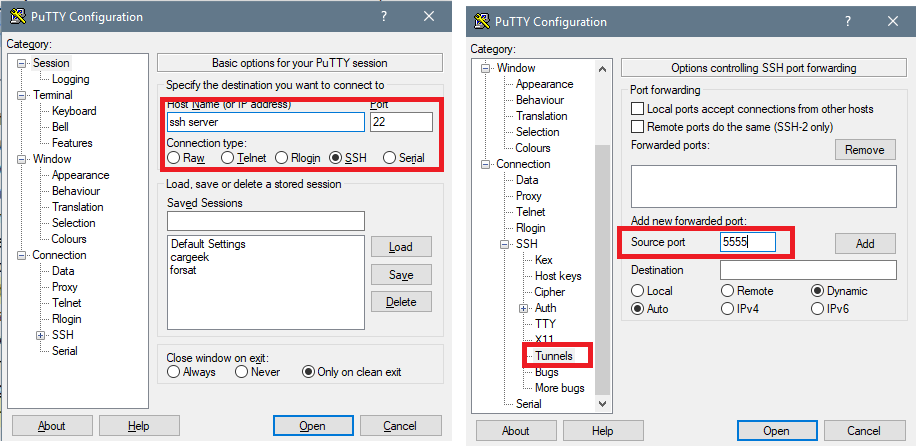 PuTTY Configuration
?
Category:
Session
Logging
Terminal
Keyboard
Bell
Features
Window
Appearance
Behaviour
Translation
Selection
Colours
Connection
Data
Proxy
Telnet
Rlogin
SSH
Serial
Basic options for your PuTTY session
Specify the destination you want to connect to
Host Name (or IP address) Port
ssh server 22
Connection type:
Raw Telnet Rlogin SSH Serial
Load, save or delete a stored session
Saved Sessions
Default Settings
cargeek
forsat
Load
Save
Delete
Close window on exit:
Always Never Only on clean exit
About Help Open Cancel
PuTTY Configuration
?
Category:
Window
Appearance
Behaviour
Translation
Selection
Colours
Connection
Data
Proxy
Telnet
Rlogin
SSH
Kex
Host keys
Cipher
Auth
TTY
X11
Tunnels
Bugs
More bugs
Serial
Options controlling SSH port forwarding
Port forwarding
Local ports accept connections from other hosts
Remote ports do the same (SSH-2 only)
Forwarded ports: Remove
Add new forwarded port:
Source port 5555 Add
Destination
Local Remote Dynamic
Auto IPv4 IPv6
About Help Open Cancel